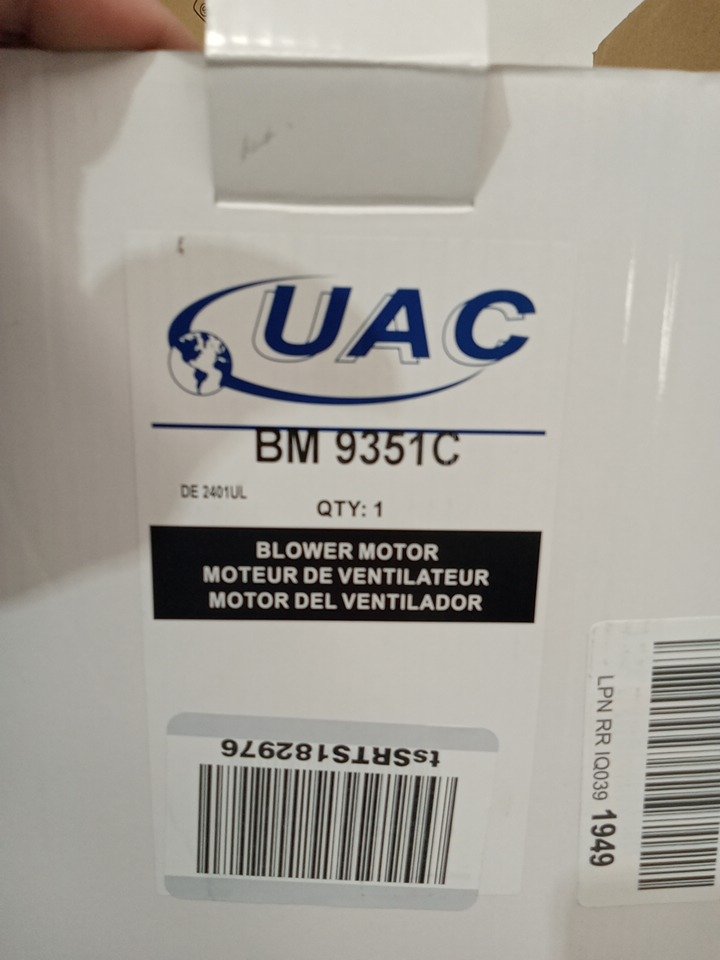 UAC
BM 9351C
DE 2401UL
QTY: 1
BLOWER MOTOR
MOTEUR DE VENTILATEUR
MOTOR DEL VENTILADOR
tsSRTS182976
LPN RR IQ039 1949